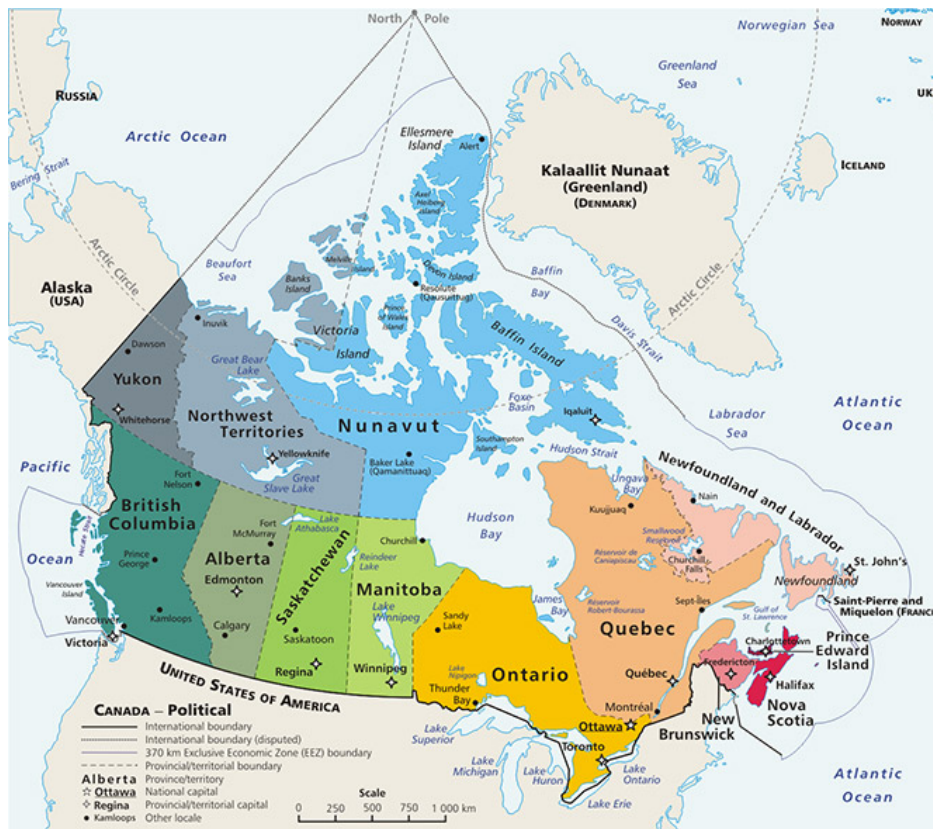 North Pole
Norwegian Sea
NORWAY
Greenland
Sea
RUSSIA
UK
Arctic Ocean
Ellesmere
Island
Alert
Kalaallit Nunaat
(Greenland)
(DENMARK)
ICELAND
Bering Strait
Axel
Heiberg
Island
Arctic Circle
Beaufort
Sea
Melville
Island
Devon Island
Banks
Island
Resolute
(Qausuittuq)
Baffin
Bay
Arctic Circle
Alaska
(USA)
Prince
of Wales
Island
Inuvik
Victoria
Island
Baffin Island
Davis Strait
Dawson
Great Bear
Lake
Yukon
Whitehorse
Northwest
Territories
Nunavut
Foxe
Basin
Iqaluit
Labrador
Sea
Atlantic
Ocean
Yellowknife
Great
Slave Lake
Baker Lake
(Qamanittuaq)
Southampton
Island
Hudson Strait
Pacific
Ocean
Fort
Nelson
British
Columbia
Ungava
Bay
Nain
Newfoundland and Labrador
Kuujjuaq
Hecate Strait
Fort
McMurray
Lake
Athabasca
Hudson
Bay
Smallwood
Reservoir
Prince
George
Alberta
Edmonton
Saskatchewan
Reindeer
Lake
Churchill
Réservoir de
Caniapiscau
Churchill
Falls
St. John's
Vancouver
Island
Manitoba
Newfoundland
Kamloops
Calgary
Saskatoon
Lake
Winnipeg
Sandy
Lake
James
Bay
Réservoir
Robert-Bourassa
Sept-Îles
Saint-Pierre and
Miquelon (FRANCE
Gulf of
St. Lawrence
Vancouver
Victoria
Quebec
Charlottetown
Prince
Edward
Island
Regina
Winnipeg
Lake
Nipigon
Ontario
Québec
Fredericton
Halifax
UNITED STATES OF AMERICA
Thunder
Bay
Montréal
Nova
Scotia
New
Brunswick
Ottawa
Toronto
Lake
Superior
Lake
Michigan
Lake
Huron
Lake
Ontario
Lake Erie
Atlantic
Ocean
CANADA – Political
International boundary
International boundary (disputed)
370 km Exclusive Economic Zone (EEZ) boundary
Provincial/territorial boundary
Alberta Province/territory
Ottawa National capital
Regina Provincial/territorial capital
Kamloops Other locale
Scale
0 250 500 750 1 000 km